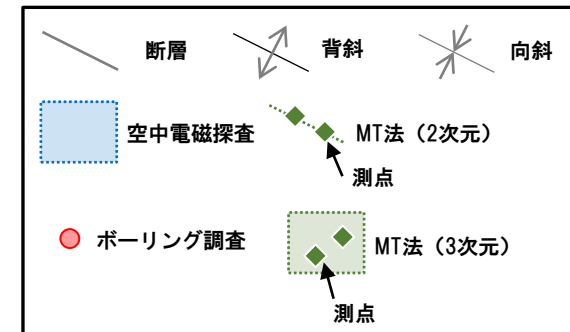 断層
背斜
向斜
空中電磁探査
MT法（2次元）
測点
ボーリング調査
MT法（3次元）
測点